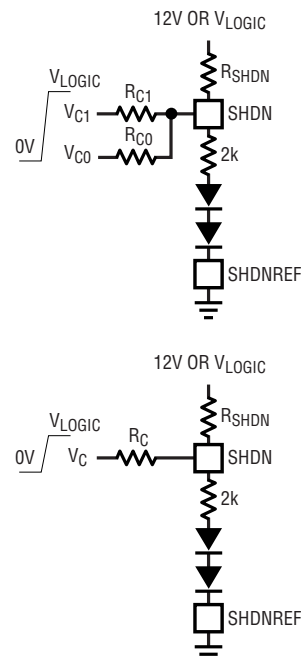 12V OR VLOGIC
RSHDN
VLOGIC
RC1
VC1
SHDN
RC0
0V
VC0
2k
SHDNREF
12V OR VLOGIC
RSHDN
VLOGIC
RC
0V
VC
SHDN
2k
SHDNREF